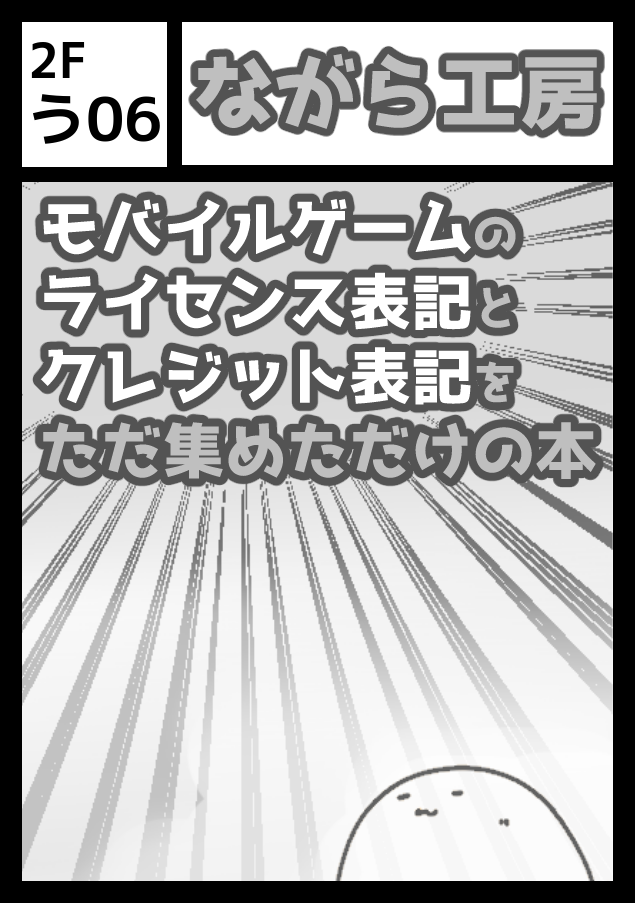 2F
う06
ながら工房
モバイルゲームの
ライセンス表記と
クレジット表記を
ただ集めただけの本